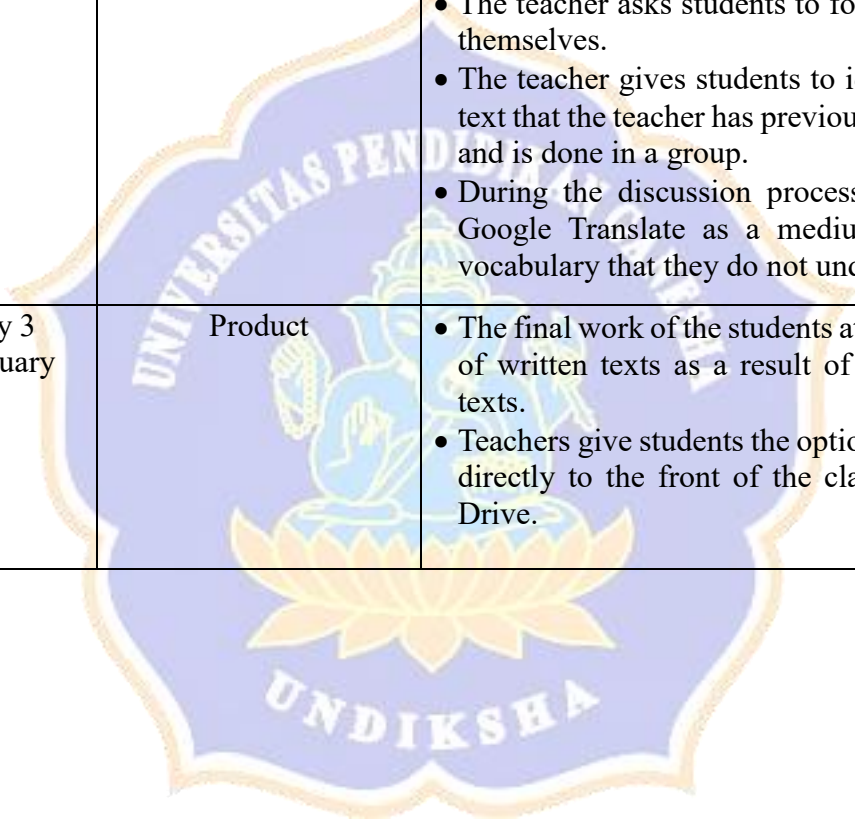 • The teacher asks students to fo
themselves.
• The teacher gives students to i
text that the teacher has previou
and is done in a group.
• During the discussion process
Google Translate as a mediu
vocabulary that they do not und
y 3
uary
Product
• The final work of the students a
of written texts as a result of
texts.
• Teachers give students the optio
directly to the front of the cla
Drive.
UNIVERSITAS PENDIDIKAN GANESHA
UNDIKSHA